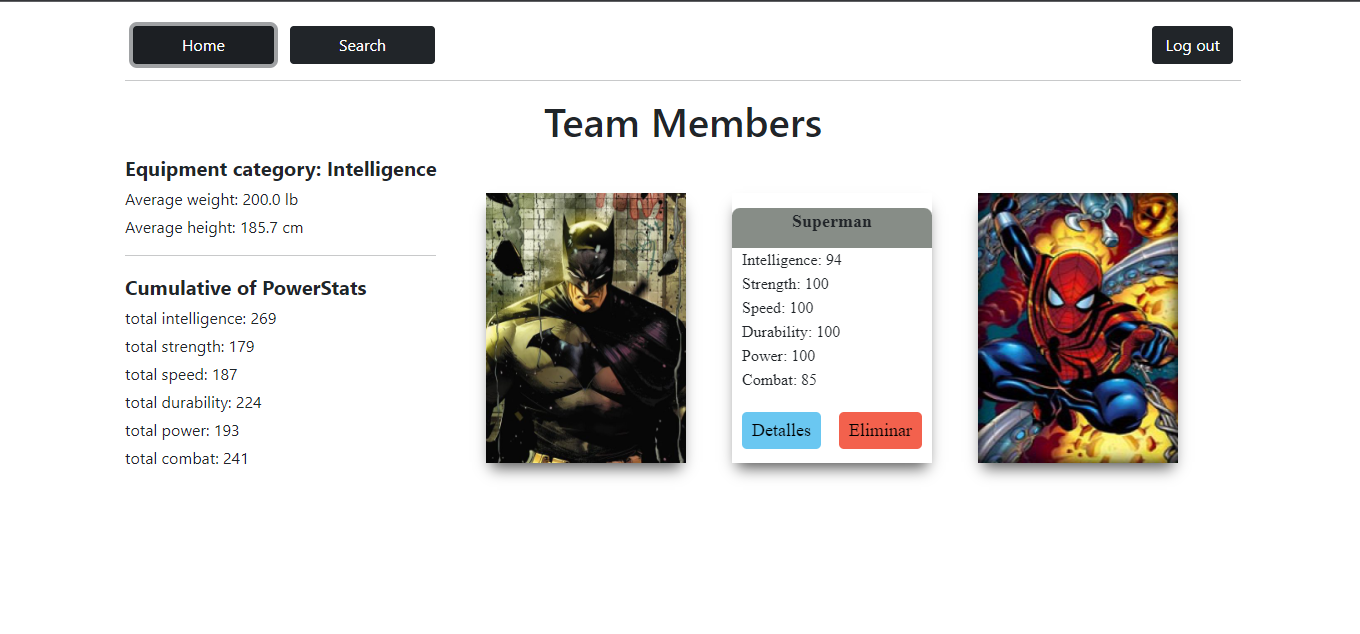 Home
Search
Log out
Team Members
Equipment category: Intelligence
Average weight: 200.0 lb
Average height: 185.7 cm
Cumulative of PowerStats
total intelligence: 269
total strength: 179
total speed: 187
total durability: 224
total power: 193
total combat: 241
Superman
Intelligence: 94
Strength: 100
Speed: 100
Durability: 100
Power: 100
Combat: 85
Detalles
Eliminar